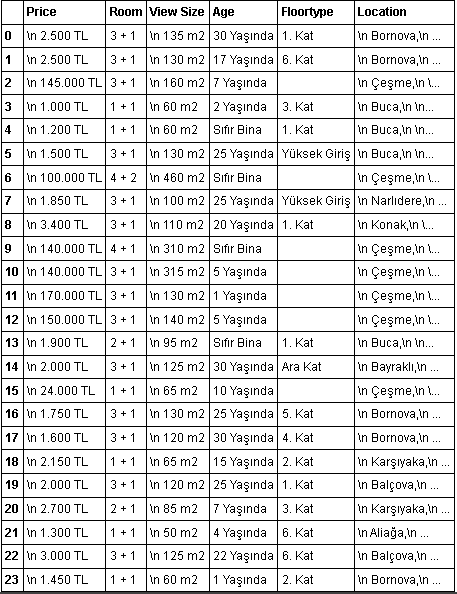 Price Room View Size Age Floortype Location
0 \n 2.500 TL 3 + 1 \n 135 m2 30 Yaşında 1. Kat \n Bornova,\n ...
1 \n 2.500 TL 3 + 1 \n 130 m2 17 Yaşında 6. Kat \n Bornova,\n ...
2 \n 145.000 TL 3 + 1 \n 160 m2 7 Yaşında \n Çeşme,\n \...
3 \n 1.000 TL 1 + 1 \n 60 m2 2 Yaşında 3. Kat \n Buca,\n \n...
4 \n 1.200 TL 1 + 1 \n 60 m2 Sıfır Bina 1. Kat \n Buca,\n \n...
5 \n 1.500 TL 3 + 1 \n 130 m2 25 Yaşında Yüksek Giriş \n Buca,\n \n...
6 \n 100.000 TL 4 + 2 \n 460 m2 Sıfır Bina \n Çeşme,\n \...
7 \n 1.850 TL 3 + 1 \n 100 m2 25 Yaşında Yüksek Giriş \n Narlıdere,\n ...
8 \n 3.400 TL 3 + 1 \n 110 m2 20 Yaşında 1. Kat \n Konak,\n \...
9 \n 140.000 TL 4 + 1 \n 310 m2 Sıfır Bina \n Çeşme,\n \...
10 \n 140.000 TL 3 + 1 \n 315 m2 5 Yaşında \n Çeşme,\n \...
11 \n 170.000 TL 3 + 1 \n 130 m2 1 Yaşında \n Çeşme,\n \...
12 \n 150.000 TL 3 + 1 \n 140 m2 5 Yaşında \n Çeşme,\n \...
13 \n 1.900 TL 2 + 1 \n 95 m2 Sıfır Bina 1. Kat \n Buca,\n \n...
14 \n 2.000 TL 3 + 1 \n 125 m2 30 Yaşında Ara Kat \n Bayraklı,\n ...
15 \n 24.000 TL 1 + 1 \n 65 m2 10 Yaşında \n Çeşme,\n \...
16 \n 1.750 TL 3 + 1 \n 130 m2 25 Yaşında 5. Kat \n Bornova,\n ...
17 \n 1.600 TL 3 + 1 \n 120 m2 30 Yaşında 4. Kat \n Bornova,\n ...
18 \n 2.150 TL 1 + 1 \n 65 m2 15 Yaşında 2. Kat \n Karşıyaka,\n ...
19 \n 2.000 TL 3 + 1 \n 120 m2 25 Yaşında 1. Kat \n Balçova,\n ...
20 \n 2.700 TL 2 + 1 \n 85 m2 7 Yaşında 3. Kat \n Karşıyaka,\n ...
21 \n 1.300 TL 1 + 1 \n 50 m2 4 Yaşında 6. Kat \n Aliağa,\n ...
22 \n 3.000 TL 3 + 1 \n 125 m2 22 Yaşında 6. Kat \n Balçova,\n ...
23 \n 1.450 TL 1 + 1 \n 60 m2 1 Yaşında 2. Kat \n Bornova,\n ...